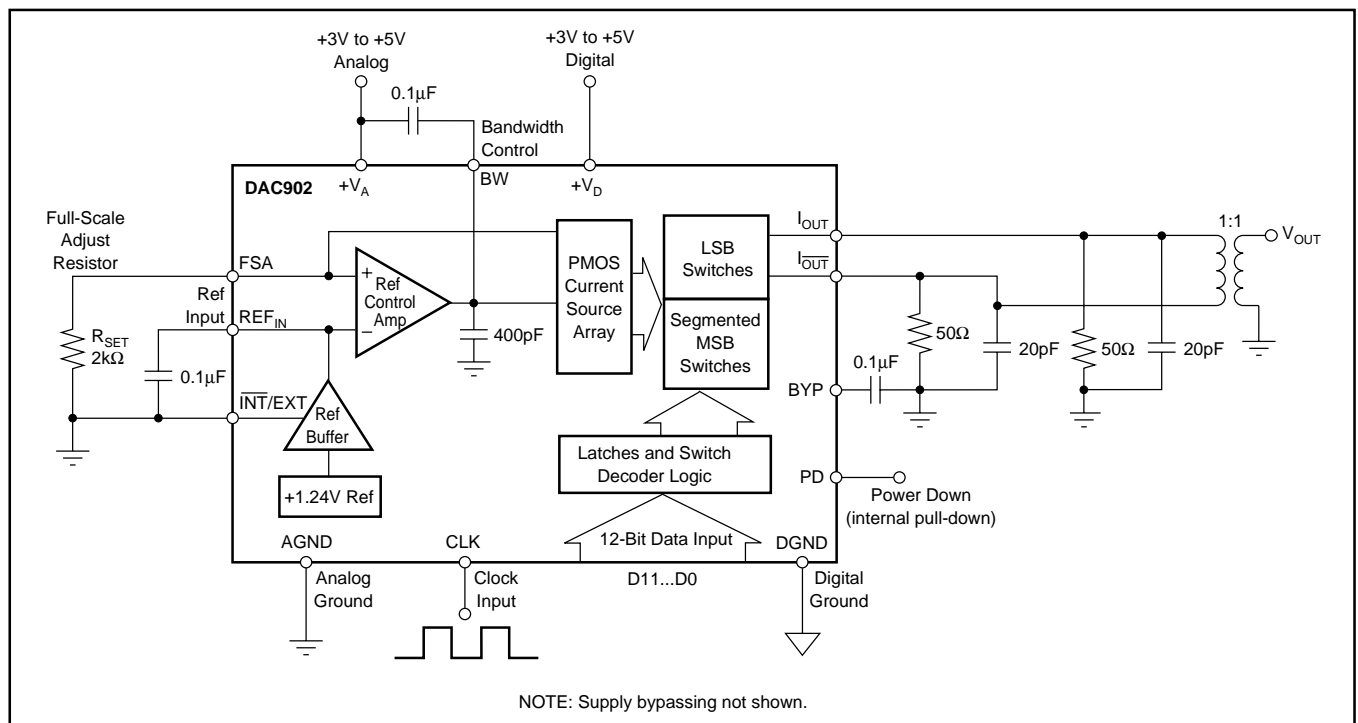 +3V to +5V
Analog
+3V to +5V
Digital
0.1µF
Bandwidth
Control
DAC902
+VA
BW
+VD
Full-Scale
Adjust
Resistor
FSA
Ref
Input
REFIN
RSET
2kΩ
0.1µF
INT/EXT
+
Ref
Control
Amp
–
400pF
PMOS
Current
Source
Array
LSB
Switches
Segmented
MSB
Switches
IOUT
IOUT
1:1
VOUT
50Ω
20pF
50Ω
20pF
0.1µF
BYP
Ref
Buffer
+1.24V Ref
Latches and Switch
Decoder Logic
PD
Power Down
(internal pull-down)
12-Bit Data Input
AGND
CLK
DGND
Analog
Ground
Clock
Input
D11...D0
Digital
Ground
NOTE: Supply bypassing not shown.